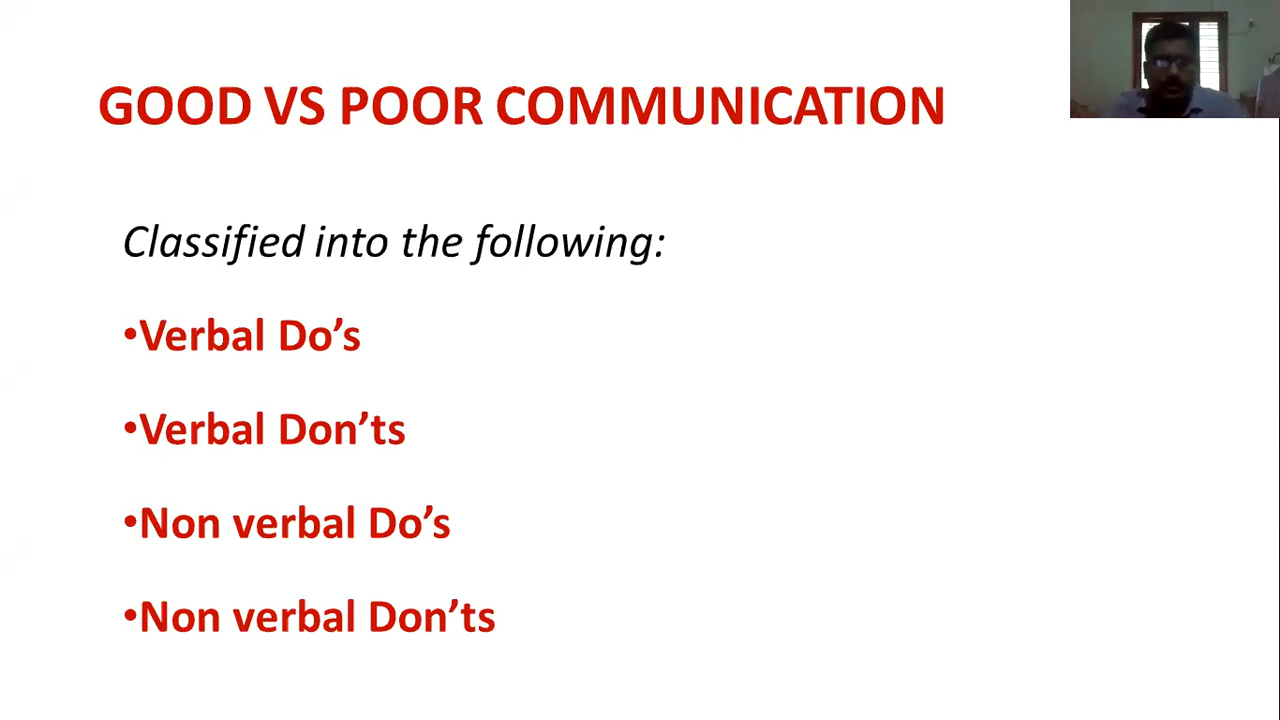 GOOD VS POOR COMMUNICATION
Classified into the following:
•Verbal Do’s
•Verbal Don’ts
•Non verbal Do’s
•Non verbal Don’ts